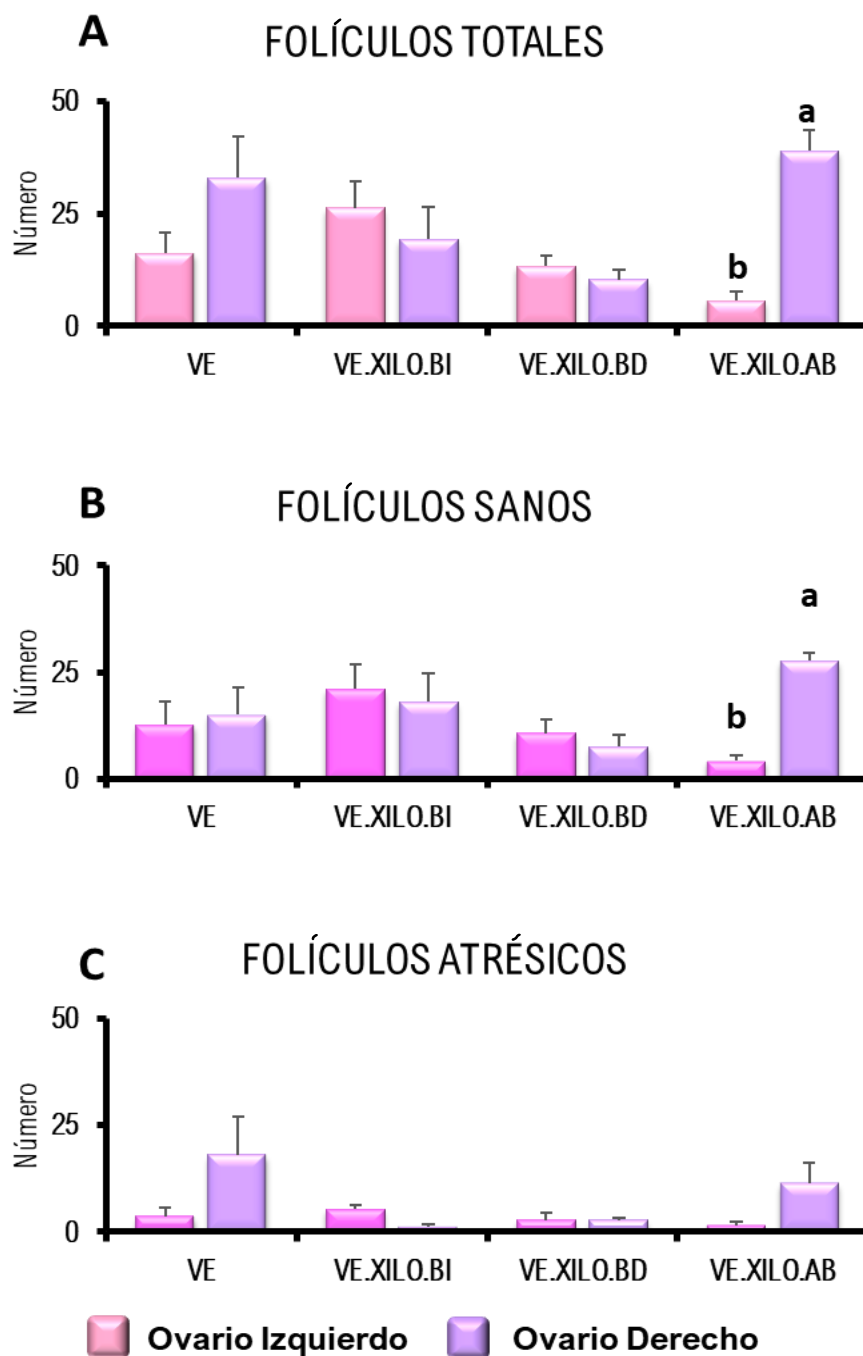 A
FOLÍCULOS TOTALES
50
25
0
Número
a
b
VE
VE.XILO.BI
VE.XILO.BD
VE.XILO.AB
B
FOLÍCULOS SANOS
50
25
0
Número
a
b
VE
VE.XILO.BI
VE.XILO.BD
VE.XILO.AB
C
FOLÍCULOS ATRÉSICOS
50
25
0
Número
VE
VE.XILO.BI
VE.XILO.BD
VE.XILO.AB
Ovario Izquierdo
Ovario Derecho